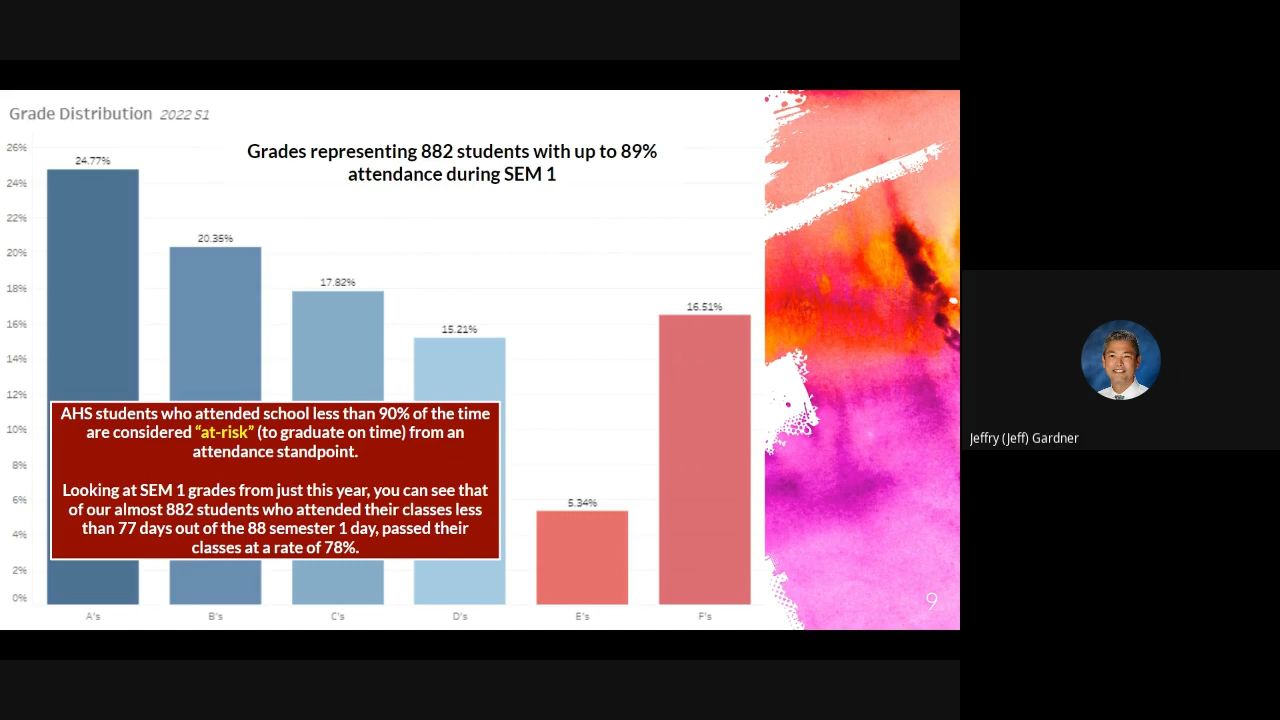 Grade Distribution 2022 S1
Grades representing 882 students with up to 89%
attendance during SEM 1
26%
24%
22%
20%
18%
16%
14%
12%
10%
8%
6%
4%
2%
0%
24.77%
20.35%
17.82%
15.21%
5.34%
16.51%
AHS students who attended school less than 90% of the time
are considered “at-risk” (to graduate on time) from an
attendance standpoint.
Looking at SEM 1 grades from just this year, you can see that
of our almost 882 students who attended their classes less
than 77 days out of the 88 semester 1 day, passed their
classes at a rate of 78%.
A's
B's
C's
D's
E's
F's
9
Jeffry (Jeff) Gardner